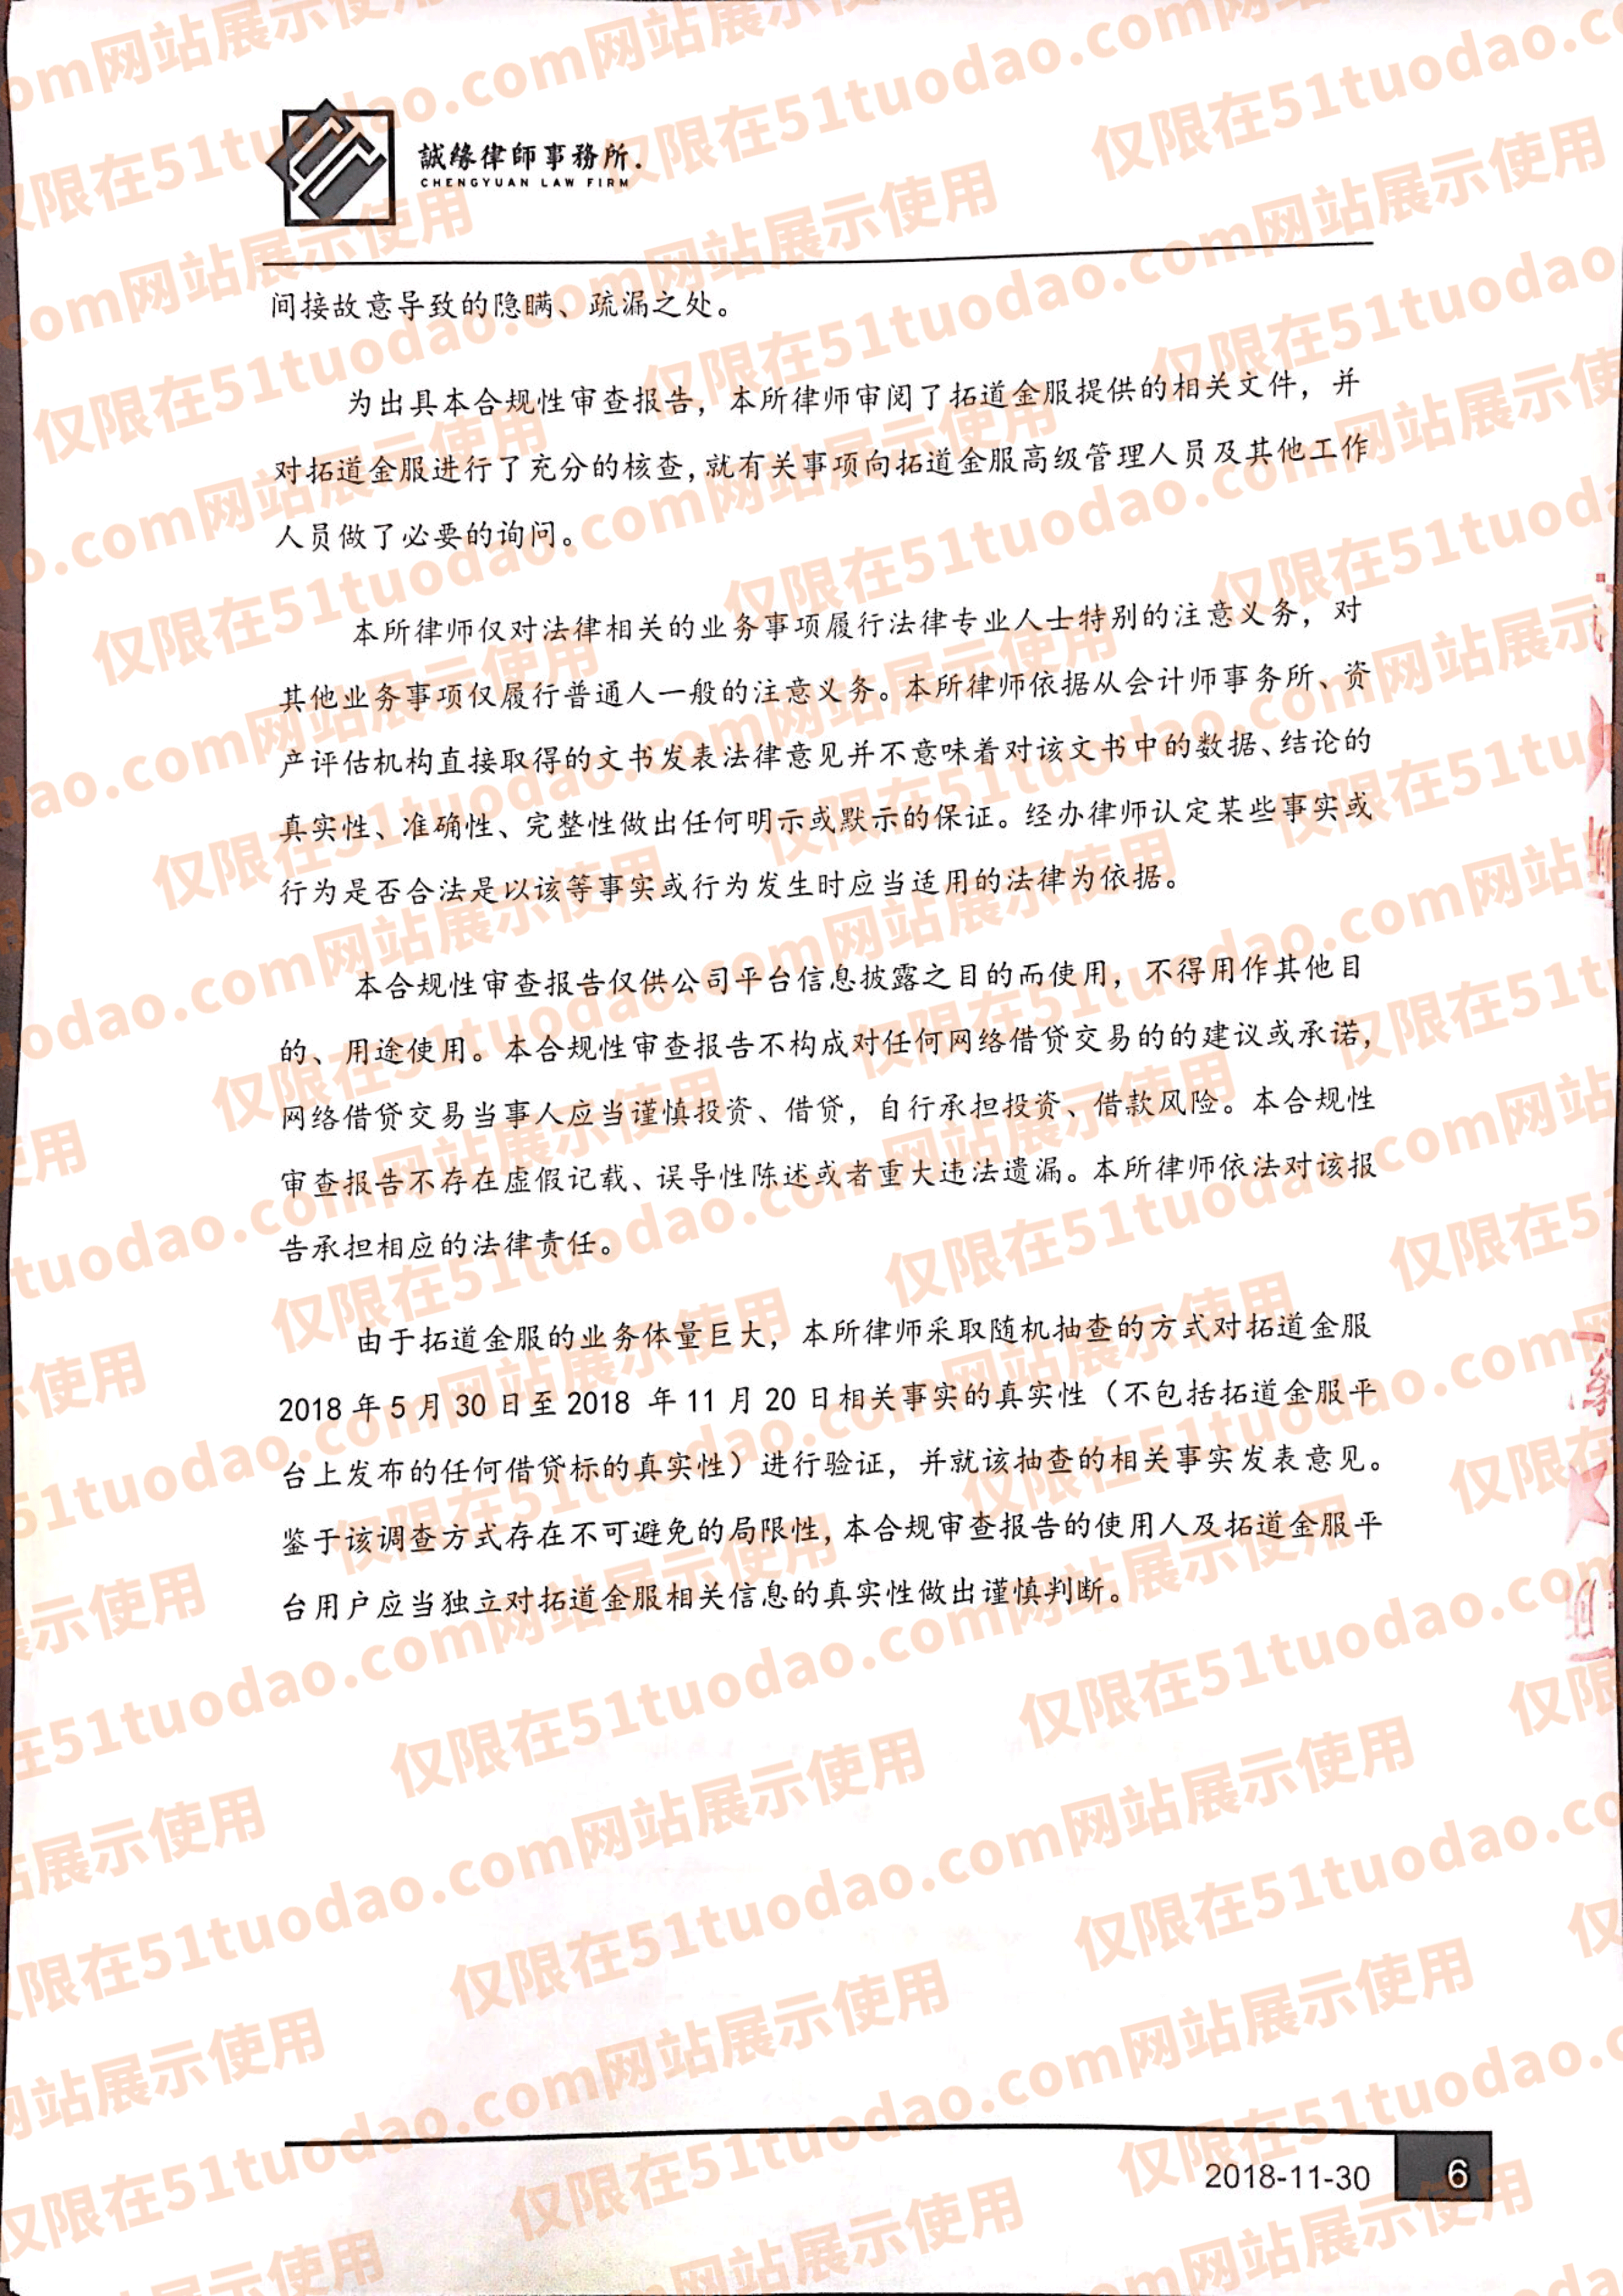 誠缘律師事務所.
CHENGYUAN LAW FIRM
间接故意导致的隐瞒、疏漏之处。
为出具本合规性审查报告，本所律师审阅了拓道金服提供的相关文件，并
对拓道金服进行了充分的核查，就有关事项向拓道金服高级管理人员及其他工作
人员做了必要的询问。
本所律师仅对法律相关的业务事项履行法律专业人士特别的注意义务，对
其他业务事项仅履行普通人一般的注意义务。本所律师依据从会计师事务所、资
产评估机构直接取得的文书发表法律意见并不意味着对该文书中的数据、结论的
真实性、准确性、完整性做出任何明示或默示的保证。经办律师认定某些事实或
行为是否合法是以该等事实或行为发生时应当适用的法律为依据。
本合规性审查报告仅供公司平台信息披露之目的而使用，不得用作其他目
的、用途使用。本合规性审查报告不构成对任何网络借贷交易的的建议或承诺，
网络借贷交易当事人应当谨慎投资、借贷，自行承担投资、借款风险。本合规性
审查报告不存在虚假记载、误导性陈述或者重大违法遗漏。本所律师依法对该报
告承担相应的法律责任。
由于拓道金服的业务体量巨大，本所律师采取随机抽查的方式对拓道金服
2018 年 5 月 30 日至 2018 年 11 月 20 日相关事实的真实性（不包括拓道金服平
台上发布的任何借贷标的真实性）进行验证，并就该抽查的相关事实发表意见。
鉴于该调查方式存在不可避免的局限性，本合规审查报告的使用人及拓道金服平
台用户应当独立对拓道金服相关信息的真实性做出谨慎判断。
2018-11-30 6
仅限在51tuodao.com网站展示使用